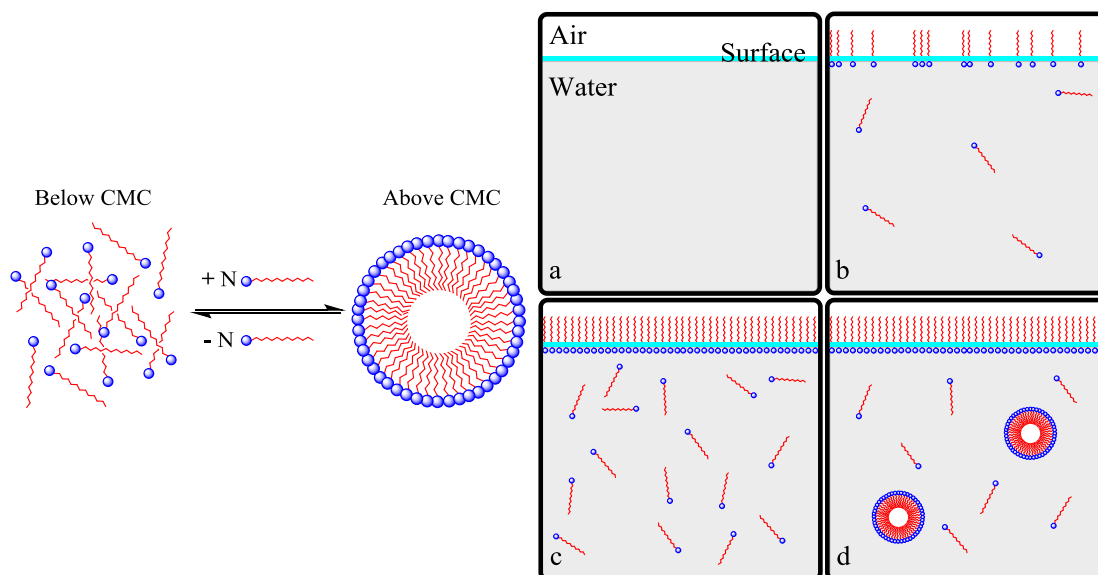 Below CMC
+ N
- N
Above CMC
Air
Surface
Water
a
b
c
d